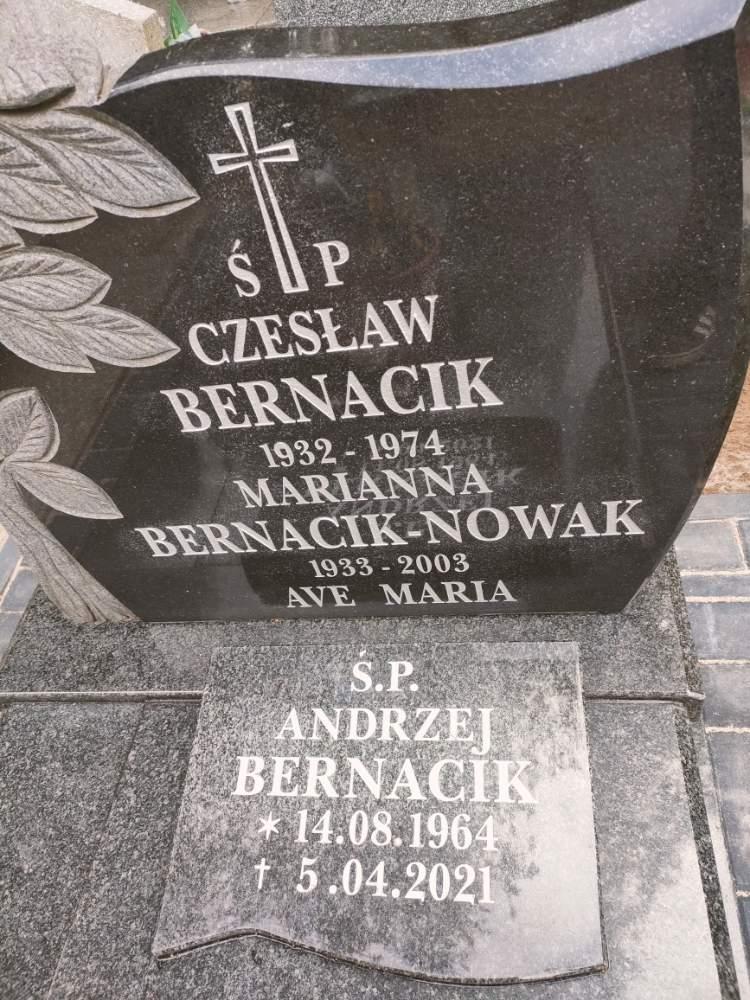 Ś P
CZESŁAW
BERNACIK
1932 - 1974
MARIANNA
BERNACIK-NOWAK
1933 - 2003
AVE MARIA
Ś.P.
ANDRZEJ
BERNACIK
* 14.08.1964
† 5.04.2021